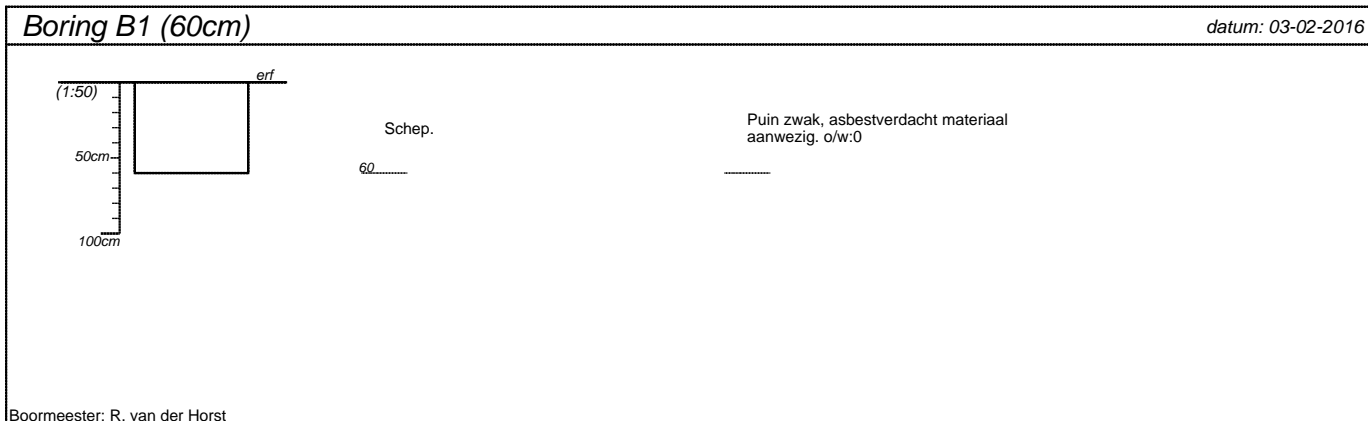 Boring B1 (60cm)
datum: 03-02-2016
erf
(1:50)
Schep.
Puin zwak, asbestverdacht materiaal
aanwezig. o/w:0
50cm
60
100cm
Boormeester: R. van der Horst